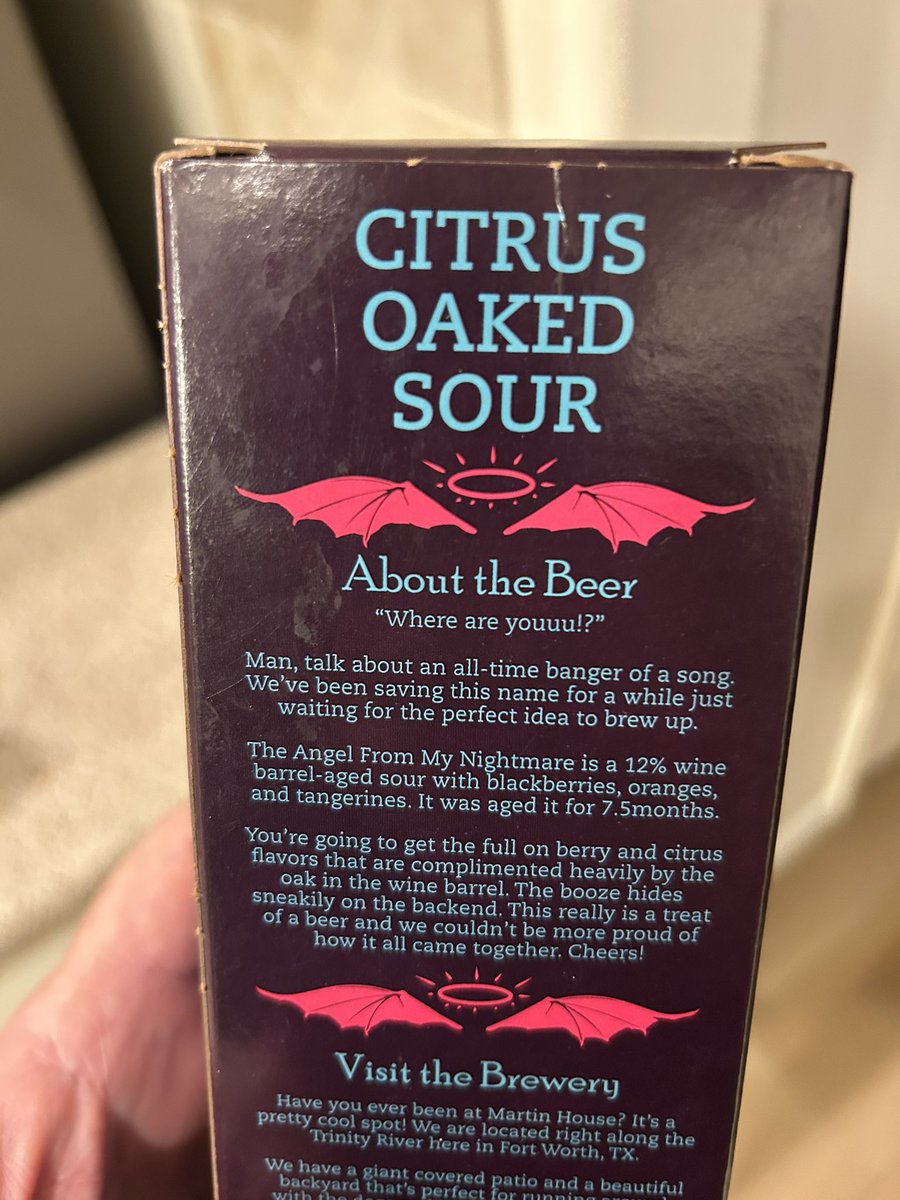 CITRUS
OAKED
SOUR
About the Beer
“Where are youuu!?”
Man, talk about an all-time banger of a song.
We’ve been saving this name for a while just
waiting for the perfect idea to brew up.
The Angel From My Nightmare is a 12% wine
barrel-aged sour with blackberries, oranges,
and tangerines. It was aged it for 7.5months.
You’re going to get the full on berry and citrus
flavors that are complimented heavily by the
oak in the wine barrel. The booze hides
sneakily on the backend. This really is a treat
of a beer and we couldn’t be more proud of
how it all came together. Cheers!
Visit the Brewery
Have you ever been at Martin House? It’s a
pretty cool spot! We are located right along the
Trinity River here in Fort Worth, TX.
We have a giant covered patio and a beautiful
backyard that’s perfect for running around
with the